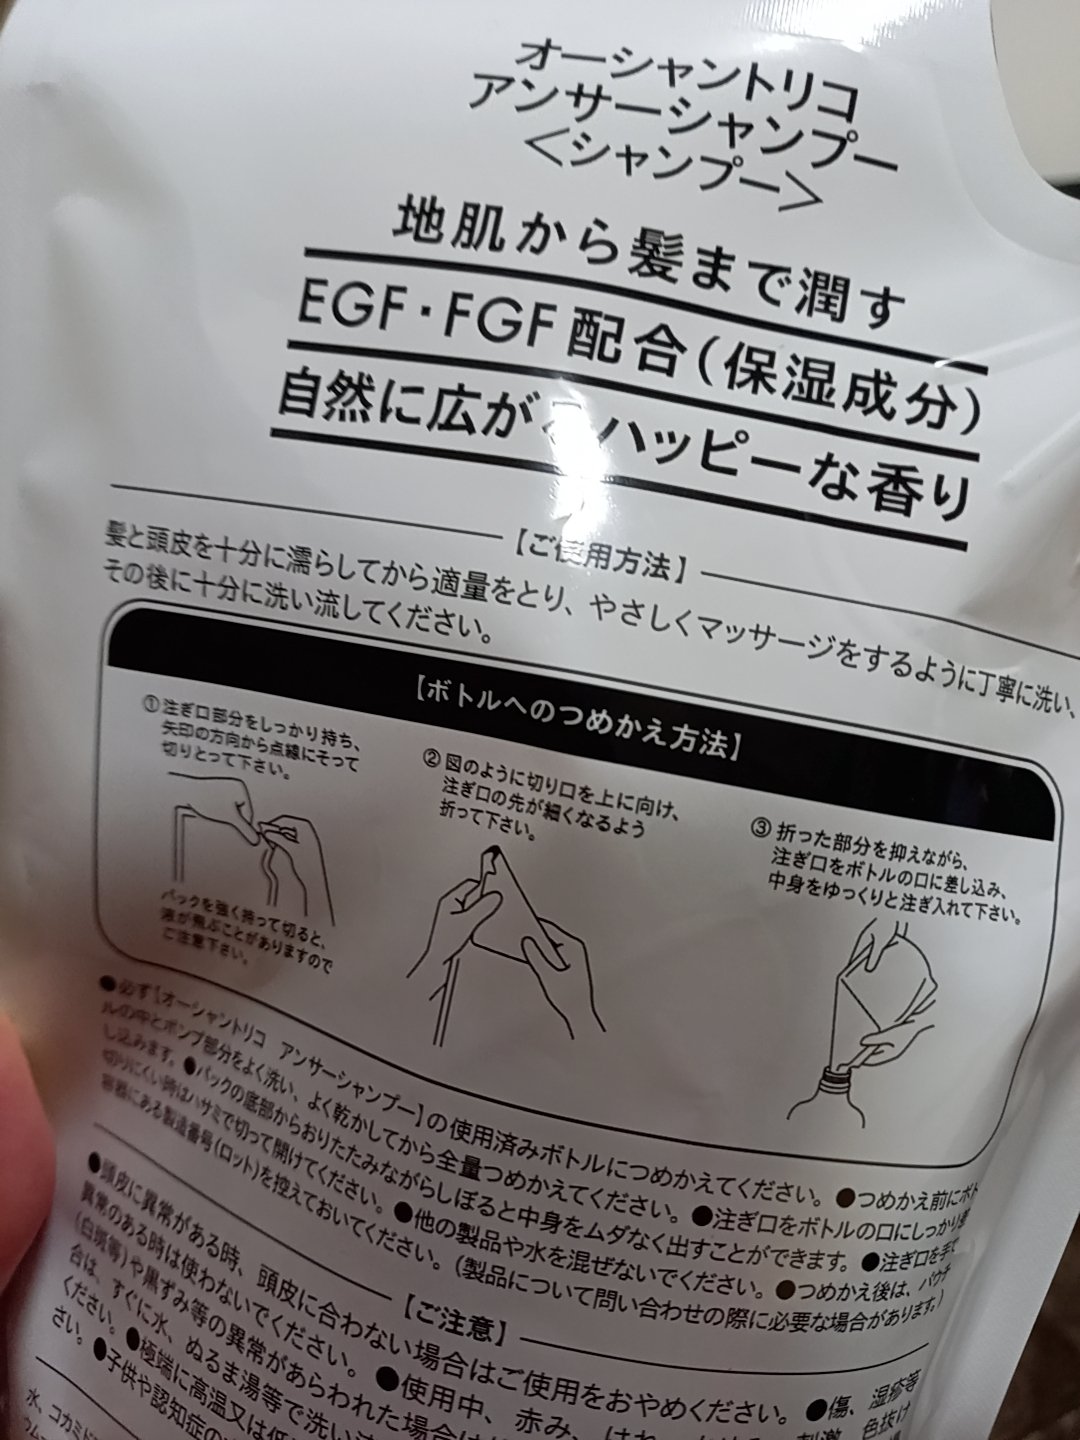 オーシャントリコ
アンサーシャンプー
＜シャンプー＞
地肌から髪まで潤す
EGF・FGF配合(保湿成分)
自然に広がるハッピーな香り
【ご使用方法】
髪と頭皮を十分に濡らしてから適量をとり、やさしくマッサージをするように丁寧に洗い、
その後に十分に洗い流してください。
【ボトルへのつめかえ方法】
①注ぎ口部分をしっかり持ち、
矢印の方向から点線にそって
切りとって下さい。
パックを強く持って切ると、
液が飛ぶことがありますので
ご注意下さい。
②図のように切り口を上に向け、
注ぎ口の先が細くなるよう
折って下さい。
③折った部分を抑えながら、
注ぎ口をボトルの口に差し込み、
中身をゆっくりと注ぎ入れて下さい。
●必ず【オーシャントリコ アンサーシャンプー】の使用済みボトルにつめかえてください。●つめかえ前にボト
ルの中とポンプ部分をよく洗い、よく乾かしてから全量つめかえてください。●注ぎ口をボトルの口にしっかり差
し込みます。●パックの底部からおりたたみながらしぼると中身をムダなく出すことができます。●注ぎ口を手で
切りにくい時はハサミで切って開けてください。●他の製品や水を混ぜないでください。●つめかえ後は、パウチ
容器にある製造番号(ロット)を控えておいてください。(製品について問い合わせの際に必要な場合があります。)
【ご注意】
●頭皮に異常がある時、頭皮に合わない場合はご使用をおやめください。●傷、湿疹等
異常のある時は使わないでください。●使用中、赤み、はれ、刺激、色抜け
(白斑等)や黒ずみ等の異常があらわれた場合は
合は、すぐに水、ぬるま湯等で洗い
ください。●極端に高温又は低
さい。●子供や認知症の
水、コカミド
ウム